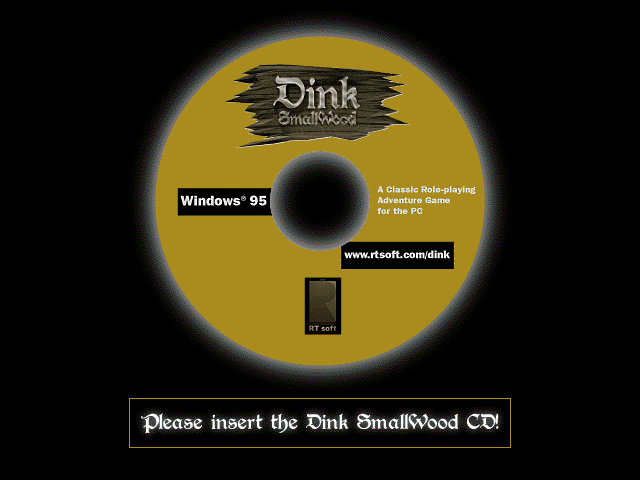 Dink
SmallWood
Windows® 95
A Classic Role-playing
Adventure Game
for the PC
www.rtsoft.com/dink
R
RT soft
Please insert the Dink SmallWood CD!